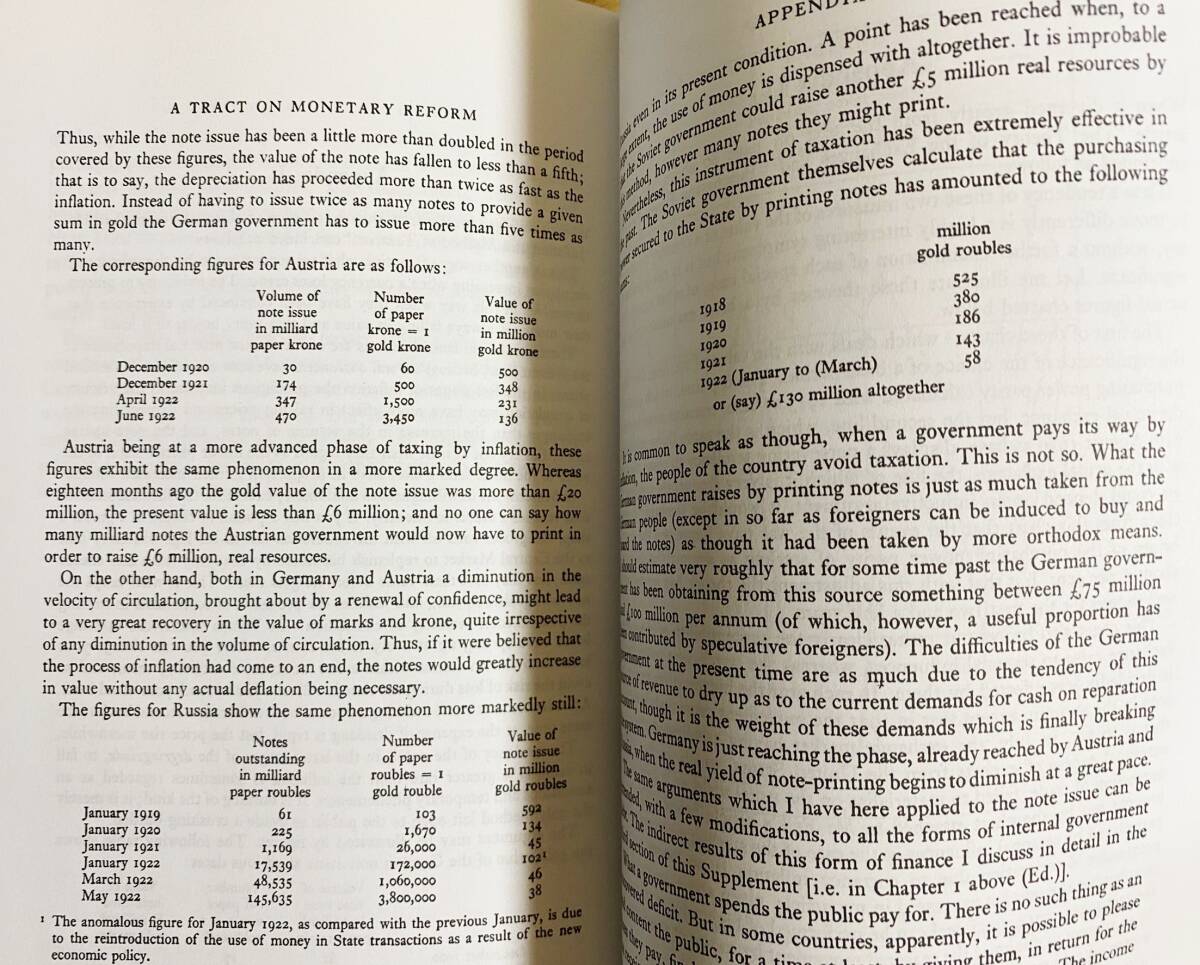 A TRACT ON MONETARY REFORM
Thus, while the note issue has been a little more than doubled in the period
covered by these figures, the value of the note has fallen to less than a fifth;
that is to say, the depreciation has proceeded more than twice as fast as the
inflation. Instead of having to issue twice as many notes to provide a given
sum in gold the German government has to issue more than five times as
many.
The corresponding figures for Austria are as follows:
Volume of Number Value of
note issue of paper note issue
in milliard krone = 1 in million
paper krone gold krone gold krone
December 1920 30 60 500
December 1921 174 500 348
April 1922 347 1,500 231
June 1922 470 3,450 136
Austria being at a more advanced phase of taxing by inflation, these
figures exhibit the same phenomenon in a more marked degree. Whereas
eighteen months ago the gold value of the note issue was more than £20
million, the present value is less than £6 million; and no one can say how
many milliard notes the Austrian government would now have to print in
order to raise £6 million, real resources.
On the other hand, both in Germany and Austria a diminution in the
velocity of circulation, brought about by a renewal of confidence, might lead
to a very great recovery in the value of marks and krone, quite irrespective
of any diminution in the volume of circulation. Thus, if it were believed that
the process of inflation had come to an end, the notes would greatly increase
in value without any actual deflation being necessary.
The figures for Russia show the same phenomenon more markedly still:
Notes Number Value of
outstanding of paper note issue
in milliard roubles = 1 in million
paper roubles gold rouble gold roubles
January 1919 61 103 592
January 1920 225 1,670 134
January 1921 1,169 26,000 45
January 1922 17,539 172,000 102¹
March 1922 48,535 1,060,000 46
May 1922 145,635 3,800,000 38
¹ The anomalous figure for January 1922, as compared with the previous January, is due
to the reintroduction of the use of money in State transactions as a result of the new
economic policy.
even in its present condition. A point has been reached when, to a
extent, the use of money is dispensed with altogether. It is improbable
the Soviet government could raise another £5 million real resources by
method, however many notes they might print.
Nevertheless, this instrument of taxation has been extremely effective in
past. The Soviet government themselves calculate that the purchasing
secured to the State by printing notes has amounted to the following
million
gold roubles
1918 525
1919 380
1920 186
1921 143
1922 (January to (March) 58
or (say) £130 million altogether
It is common to speak as though, when a government pays its way by
the people of the country avoid taxation. This is not so. What the
government raises by printing notes is just as much taken from the
people (except in so far as foreigners can be induced to buy and
the notes) as though it had been taken by more orthodox means.
estimate very roughly that for some time past the German govern-
has been obtaining from this source something between £75 million
£100 million per annum (of which, however, a useful proportion has
contributed by speculative foreigners). The difficulties of the German
at the present time are as much due to the tendency of this
of revenue to dry up as to the current demands for cash on reparation
though it is the weight of these demands which is finally breaking
Germany is just reaching the phase, already reached by Austria and
when the real yield of note-printing begins to diminish at a great pace.
The same arguments which I have here applied to the note issue can be
with a few modifications, to all the forms of internal government
The indirect results of this form of finance I discuss in detail in the
section of this Supplement [i.e. in Chapter 1 above (Ed.)].
What a government spends the public pay for. There is no such thing as an
deficit. But in some countries, apparently, it is possible to please
content the public, for a time
giving them, in return for the
they pay,
The income